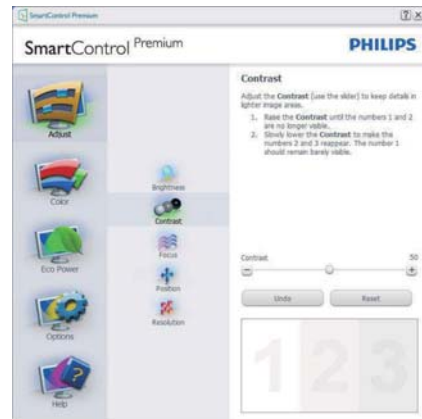 SmartControl Premium
SmartControl Premium
PHILIPS
Adjust
Color
Eco Power
Options
Help
Brightness
Contrast
Focus
Position
Resolution
Contrast
Adjust the Contrast (use the slider) to keep details in
lighter image areas.
1. Raise the Contrast until the numbers 1 and 2
are no longer visible.
2. Slowly lower the Contrast to make the
numbers 2 and 3 reappear. The number 1
should remain barely visible.
Contrast 50
Undo Reset
1 2 3